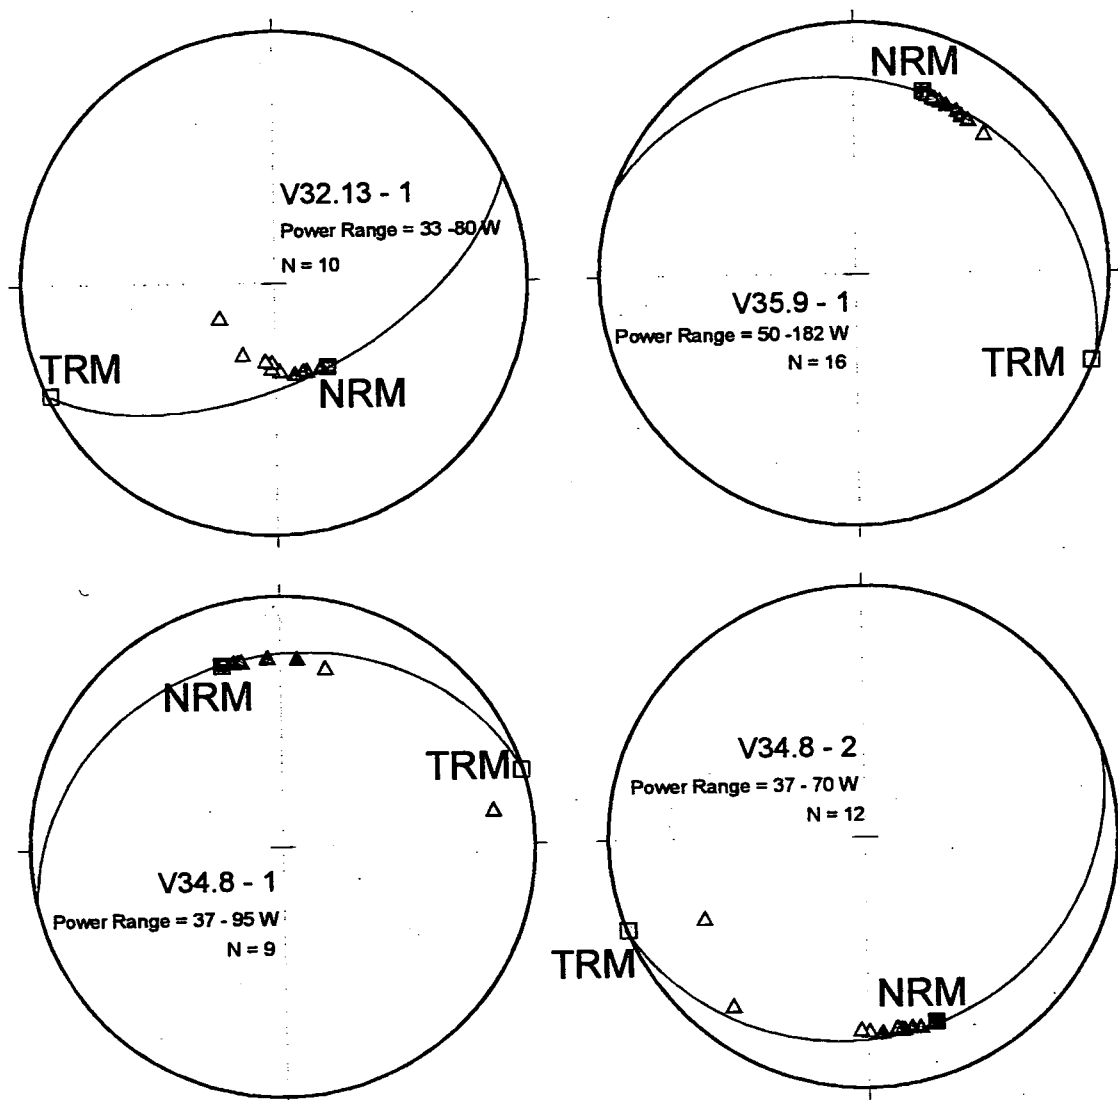 V32.13 - 1
Power Range = 33 -80 W
N = 10
TRM
NRM
NRM
V35.9 - 1
Power Range = 50 -182 W
N = 16
TRM
NRM
TRM
V34.8 - 1
Power Range = 37 - 95 W
N = 9
V34.8 - 2
Power Range = 37 - 70 W
N = 12
TRM
NRM